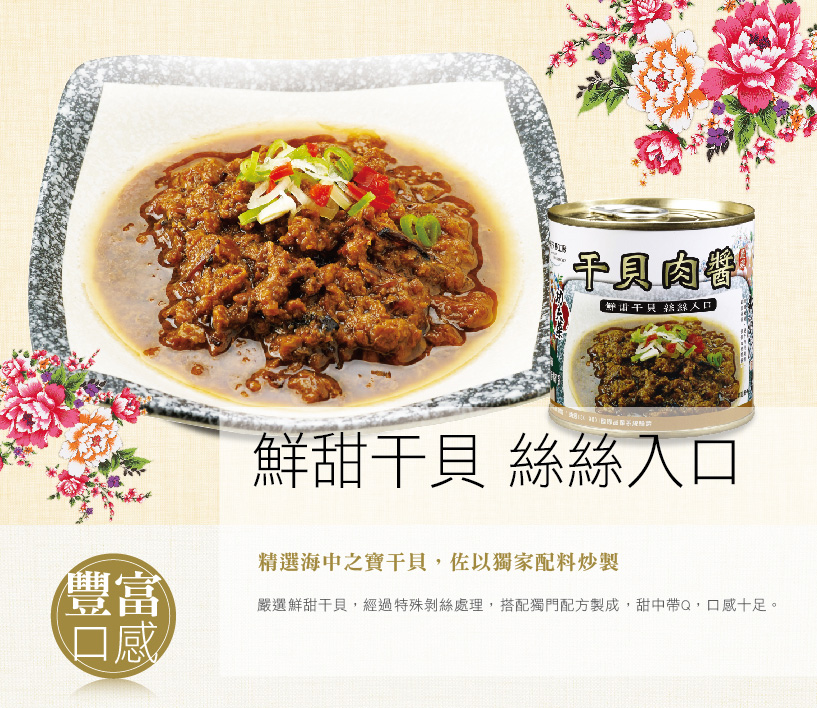 干貝肉醬
鮮甜干貝 絲絲入口
鮮甜干貝 絲絲入口
精選海中之寶干貝，佐以獨家配料炒製
嚴選鮮甜干貝，經過特殊剝絲處理，搭配獨門配方製成，甜中帶Q，口感十足。
豐富
口感